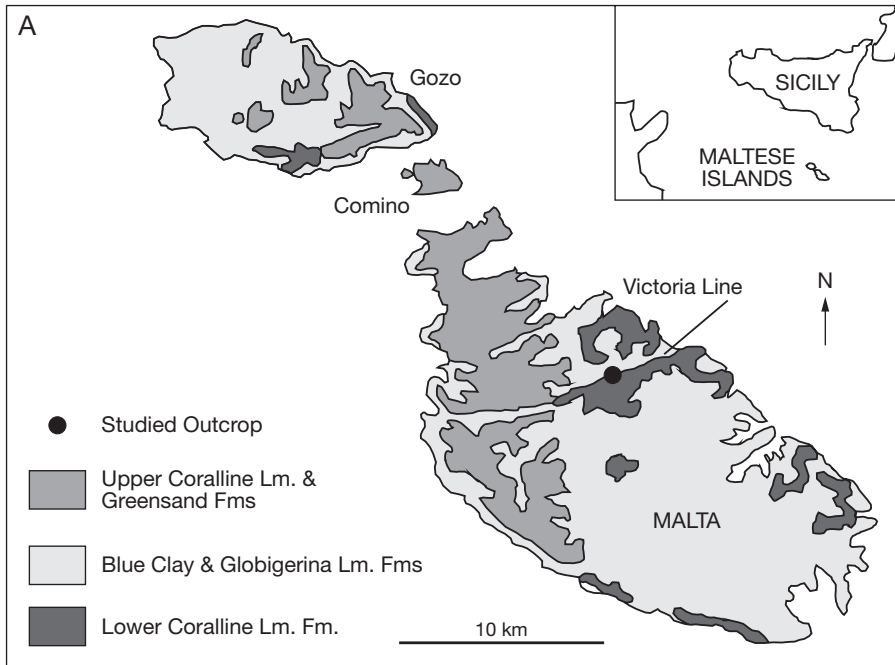 A
Gozo
SICILY
MALTESE
ISLANDS
Comino
Victoria Line
N
Studied Outcrop
Upper Coralline Lm. &
Greensand Fms
MALTA
Blue Clay & Globigerina Lm. Fms
Lower Coralline Lm. Fm.
10 km